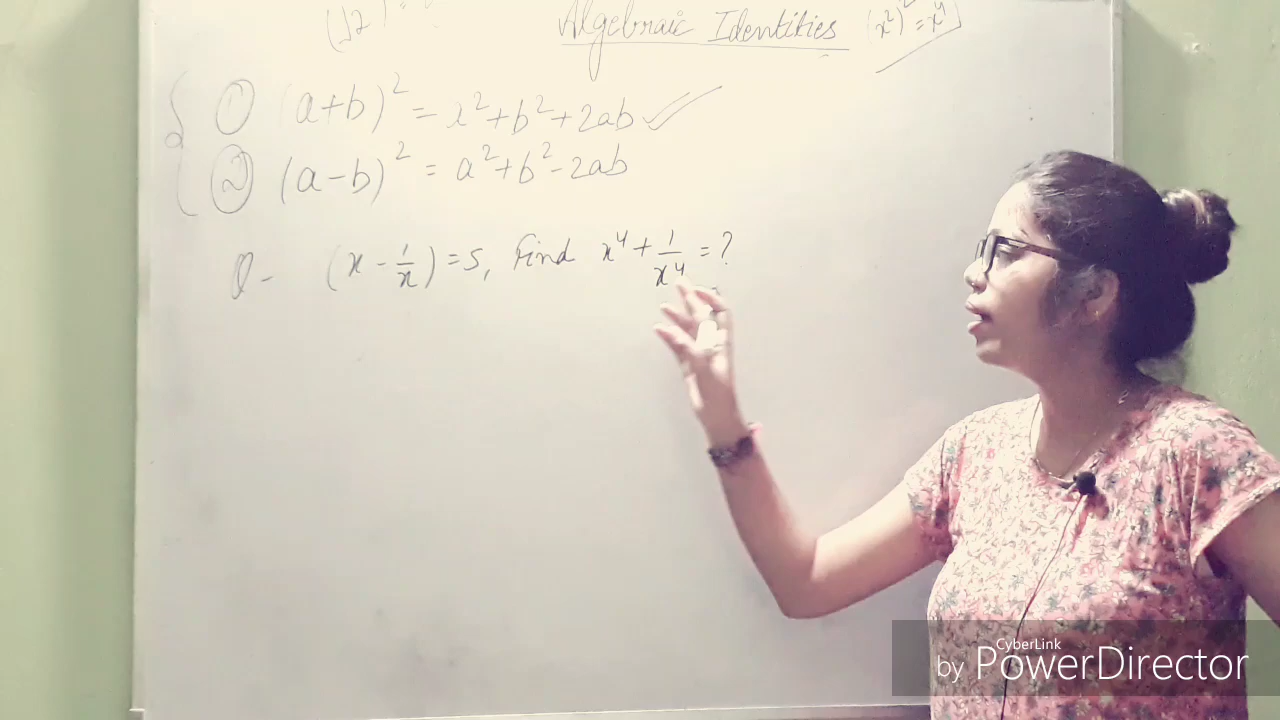 Algebraic Identities (x²)² = x⁴
① (a+b)² = a²+b²+2ab
② (a-b)² = a²+b²-2ab
Q- (x - 1/x) = 5, Find x⁴ + 1/x⁴ = ?
CyberLink
by PowerDirector